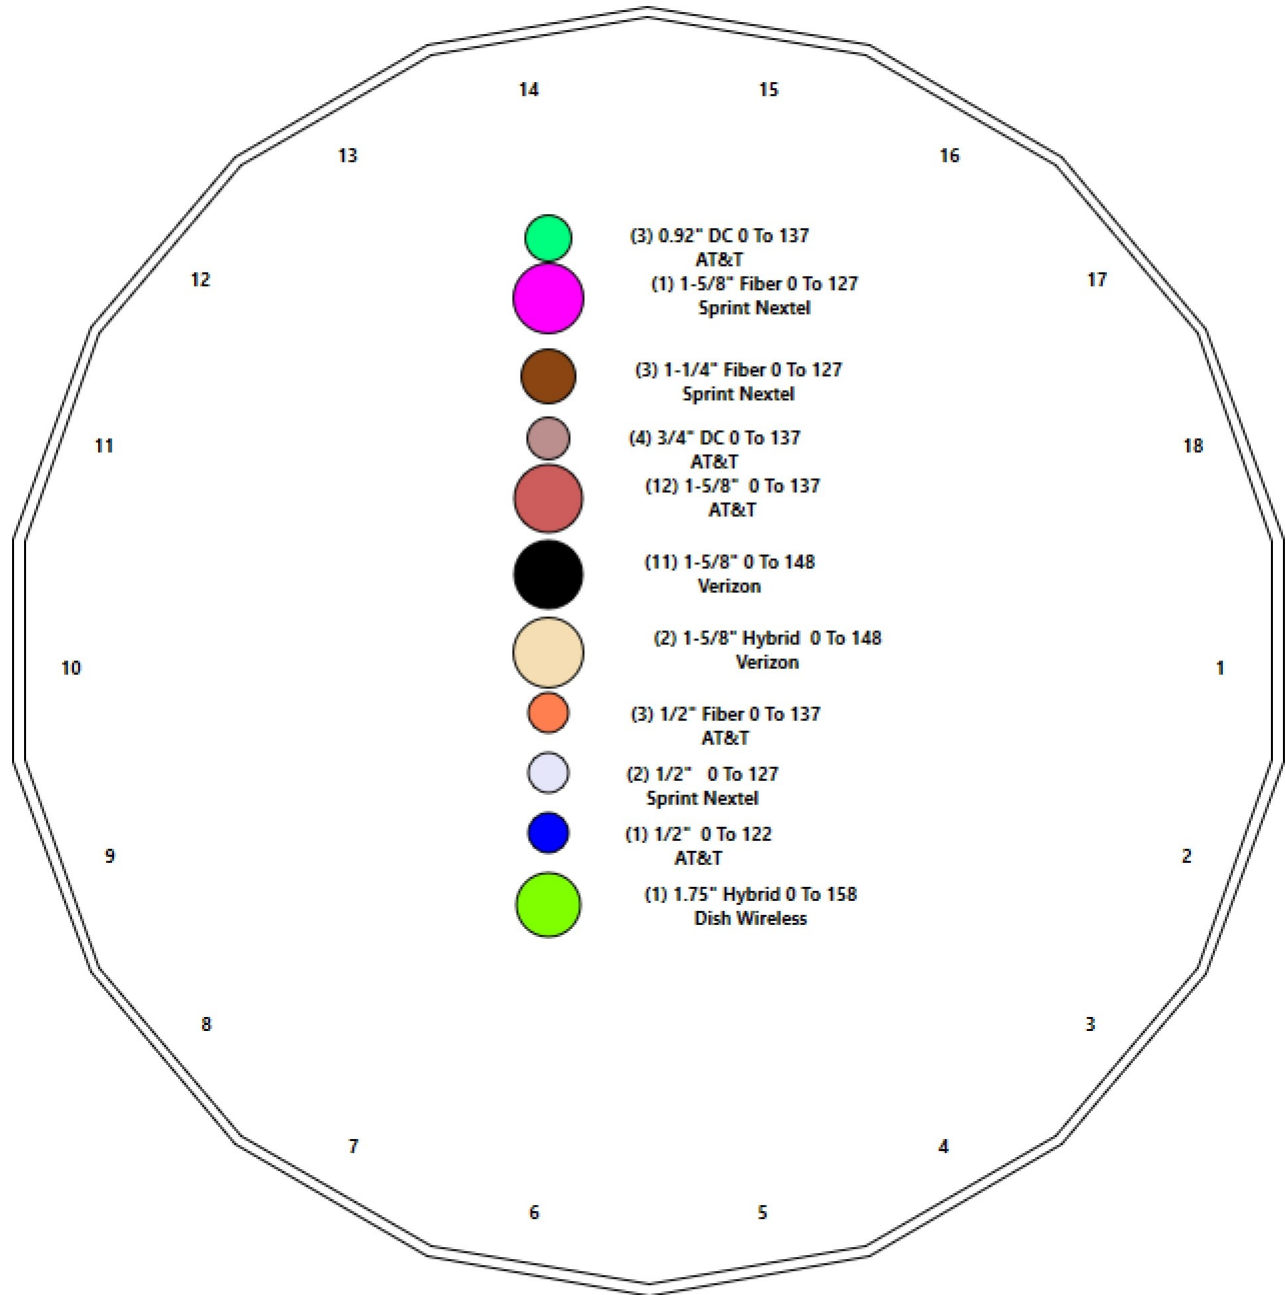 14
15
13
16
(3) 0.92" DC 0 To 137
AT&T
12
(1) 1-5/8" Fiber 0 To 127
17
Sprint Nextel
(3) 1-1/4" Fiber 0 To 127
Sprint Nextel
11
(4) 3/4" DC 0 To 137
18
AT&T
(12) 1-5/8"  0 To 137
AT&T
(11) 1-5/8" 0 To 148
Verizon
(2) 1-5/8" Hybrid  0 To 148
Verizon
10
1
(3) 1/2" Fiber 0 To 137
AT&T
(2) 1/2"   0 To 127
Sprint Nextel
(1) 1/2"  0 To 122
AT&T
9
2
(1) 1.75" Hybrid 0 To 158
Dish Wireless
8
3
7
4
6
5